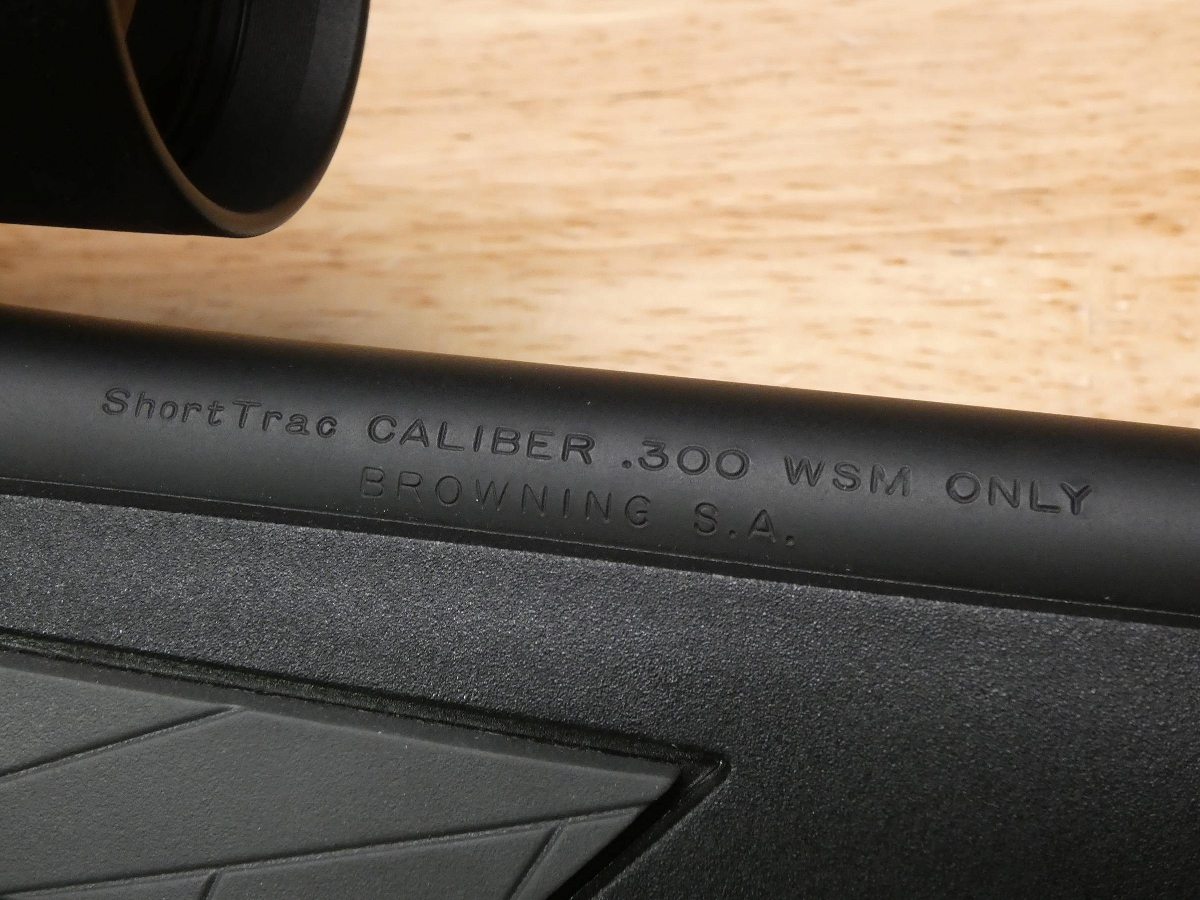 ShortTrac CALIBER .300 WSM ONLY
BROWNING S.A.